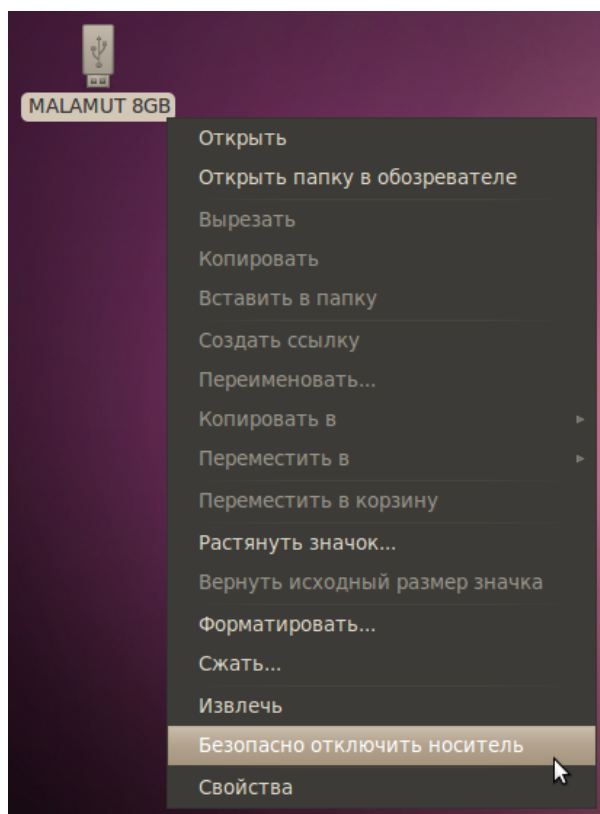 MALAMUT 8GB
Открыть
Открыть папку в обозревателе
Вырезать
Копировать
Вставить в папку
Создать ссылку
Переименовать...
Копировать в
Переместить в
Переместить в корзину
Растянуть значок...
Вернуть исходный размер значка
Форматировать...
Сжать...
Извлечь
Безопасно отключить носитель
Свойства